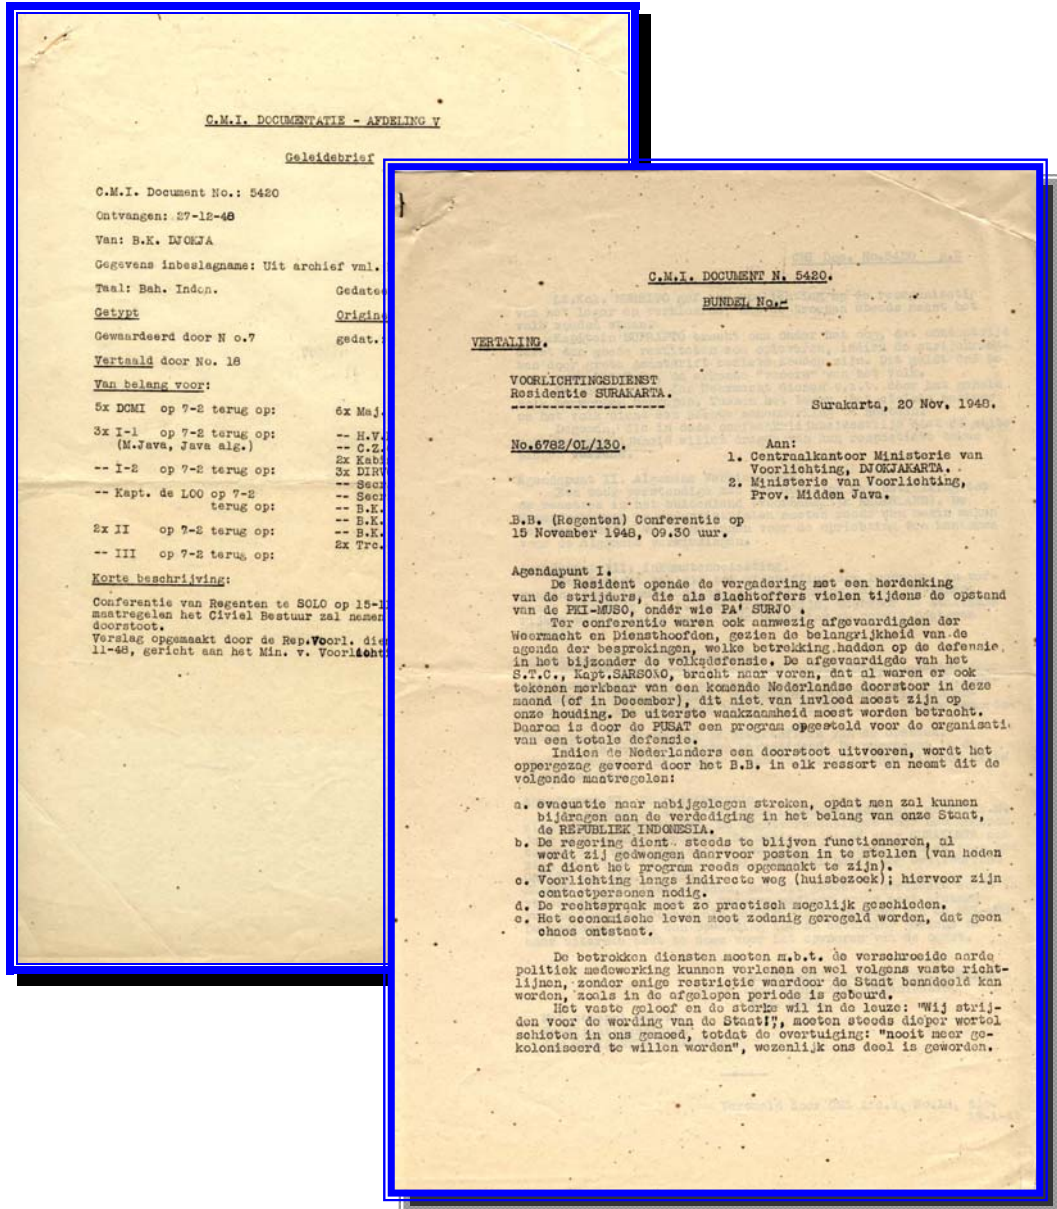 C.M.I. DOCUMENTATIE - AFDELING V
Geleidebrief
C.M.I. Document No.: 5420
Ontvangen: 27-12-48
Van: B.K. DJOKJA
Gegevens inbeslagname: Uit archief vml.
Taal: Bah. Indon. Gedatee
Getypt Origine
Gewaardeerd door N o.7 gedat.:
Vertaald door No. 18
Van belang voor:
5x DCMI op 7-2 terug op: 6x Maj.
3x I-1 op 7-2 terug op: -- H.V.
(M.Java, Java alg.) -- C.Z.
2x Kabi
-- I-2 op 7-2 terug op: 3x DIRV
-- Secr
-- Kapt. de LOO op 7-2 -- Secr
terug op: -- B.K.
-- B.K.
2x II op 7-2 terug op: -- B.K.
2x Trc.
-- III op 7-2 terug op:
Korte beschrijving:
Conferentie van Regenten te SOLO op 15-1
maatregelen het Civiel Bestuur zal nemen
doorstoot.
Verslag opgemaakt door de Rep.Voorl. die
11-48, gericht aan het Min. v. Voorlicht
C.M.I. DOCUMENT N. 5420.
BUNDEL No.-
VERTALING.
VOORLICHTINGSDIENST
Residentie SURAKARTA.
--------------------
Surakarta, 20 Nov. 1948.
No.6782/OL/130.
Aan:
1. Centraalkantoor Ministerie van
Voorlichting, DJOKJAKARTA.
2. Ministerie van Voorlichting,
Prov. Midden Java.
B.B. (Regenten) Conferentie op
15 November 1948, 09.30 uur.
Agendapunt I.
De Resident opende de vergadering met een herdenking
van de strijders, die als slachtoffers vielen tijdens de opstand
van de PKI-MUSO, onder wie PA' SURJO .
Ter conferentie waren ook aanwezig afgevaardigden der
Weermacht en Diensthoofden, gezien de belangrijkheid van de
agenda der besprekingen, welke betrekking hadden op de defensie,
in het bijzonder de volksdefensie. De afgevaardigde van het
S.T.C., Kapt.SARSONO, bracht naar voren, dat al waren er ook
tekenen merkbaar van een komende Nederlandse doorstoot in deze
maand (of in December), dit niet van invloed moest zijn op
onze houding. De uiterste waakzaamheid moest worden betracht.
Daarom is door de PUSAT een program opgesteld voor de organisati
van een totale defensie.
Indien de Nederlanders een doorstoot uitvoeren, wordt het
oppergezag gevoerd door het B.B. in elk ressort en neemt dit de
volgende maatregelen:
a. evacuatie naar nabijgelegen streken, opdat men zal kunnen
bijdragen aan de verdediging in het belang van onze Staat,
de REPUBLIEK INDONESIA.
b. De regering dient steeds te blijven functionneren, al
wordt zij gedwongen daarvoor posten in te stellen (van heden
af dient het program reeds opgemaakt te zijn).
c. Voorlichting langs indirecte weg (huisbezoek); hiervoor zijn
contactpersonen nodig.
d. De rechtspraak moet zo practisch mogelijk geschieden.
e. Het economische leven moet zodanig geregeld worden, dat geen
chaos ontstaat.
De betrokken diensten moeten m.b.t. de verschroeide aarde
politiek medewerking kunnen verlenen en wel volgens vaste richt-
lijnen, zonder enige restrictie waardoor de Staat benadeeld kan
worden, zoals in de afgelopen periode is gebeurd.
Het vaste geloof en de sterke wil in de leuze: "Wij strij-
den voor de wording van de Staat!", moeten steeds dieper wortel
schieten in ons gemoed, totdat de overtuiging: "nooit meer ge-
koloniseerd te willen worden", wezenlijk ons deel is geworden.